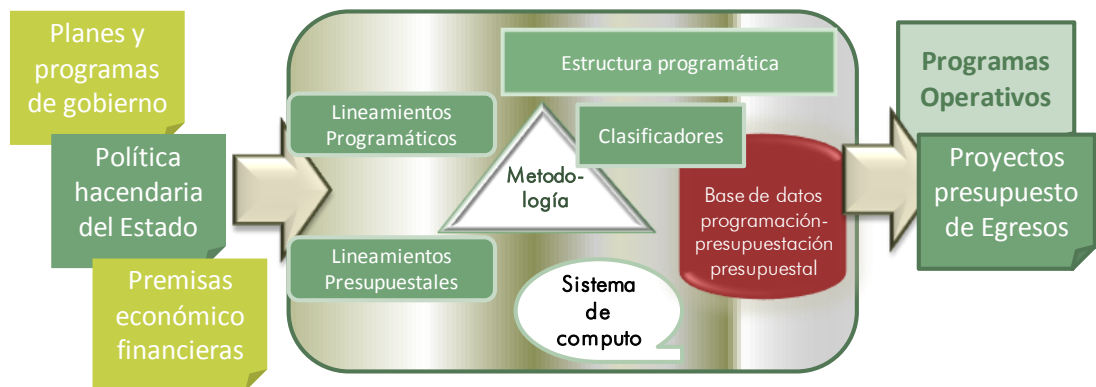 Planes y
programas
de gobierno
Política
hacendaria
del Estado
Premisas
económico
financieras
Lineamientos
Programáticos
Lineamientos
Presupuestales
Estructura programática
Clasificadores
Metodo-
logía
Base de datos
programación-
presupuestación
presupuestal
Sistema
de
computo
Programas
Operativos
Proyectos
presupuesto
de Egresos